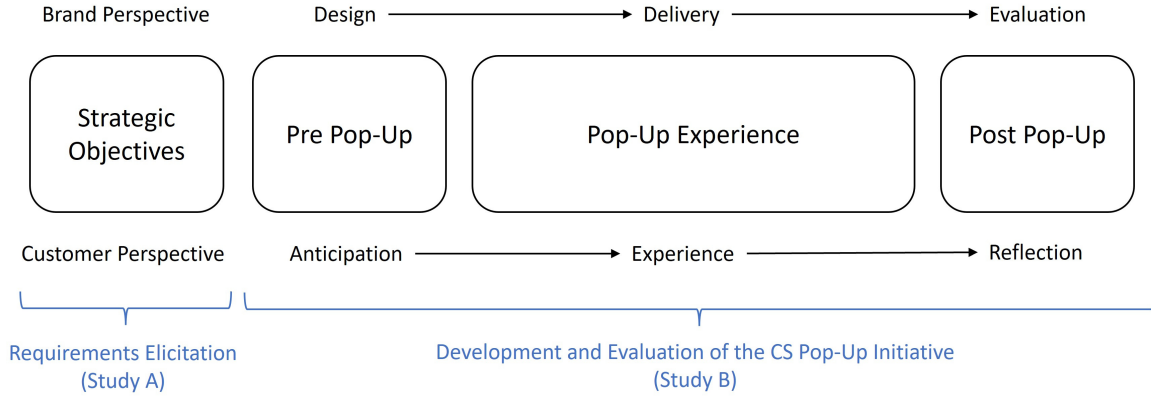 Brand Perspective Design Delivery Evaluation
Strategic
Objectives
Pre Pop-Up
Pop-Up Experience
Post Pop-Up
Customer Perspective Anticipation Experience Reflection
Requirements Elicitation
(Study A)
Development and Evaluation of the CS Pop-Up Initiative
(Study B)